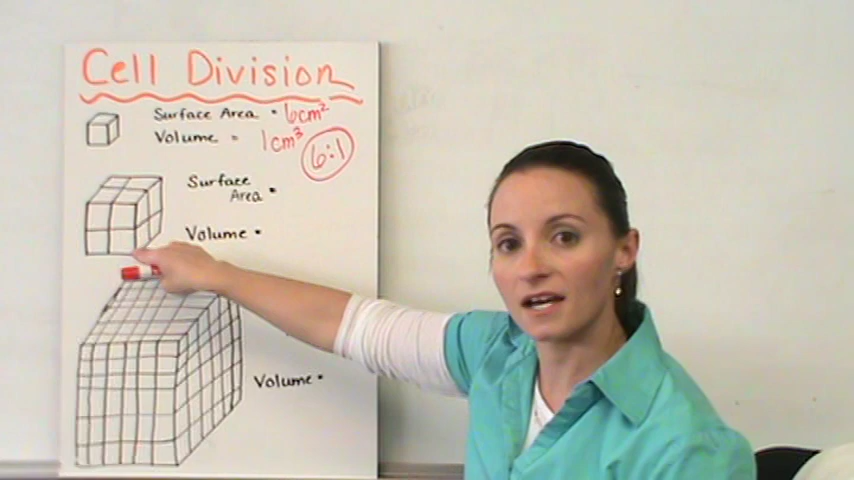 Cell Division
Surface Area = 6cm²
Volume = 1cm³
6:1
Surface
Area =
Volume =
Volume =